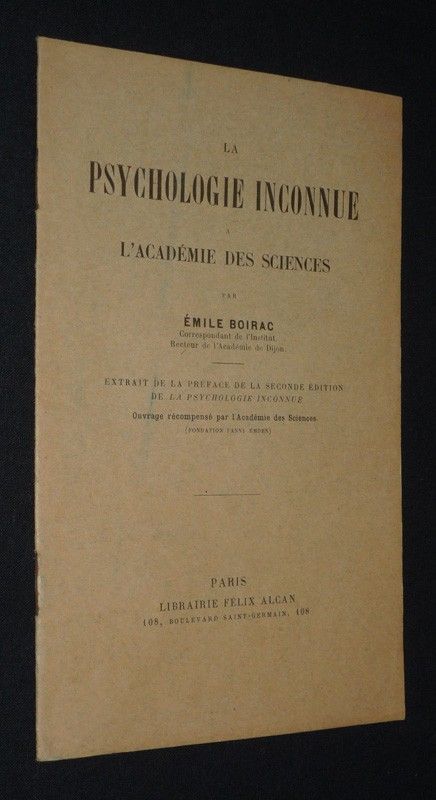 LA
PSYCHOLOGIE INCONNUE
A
L'ACADÉMIE DES SCIENCES
PAR
ÉMILE BOIRAC
Correspondant de l'Institut.
Recteur de l'Académie de Dijon.
EXTRAIT DE LA PRÉFACE DE LA SECONDE ÉDITION
DE LA PSYCHOLOGIE INCONNUE
Ouvrage récompensé par l'Académie des Sciences.
(FONDATION FANNY EMDEN)
PARIS
LIBRAIRIE FÉLIX ALCAN
108, BOULEVARD SAINT-GERMAIN, 108